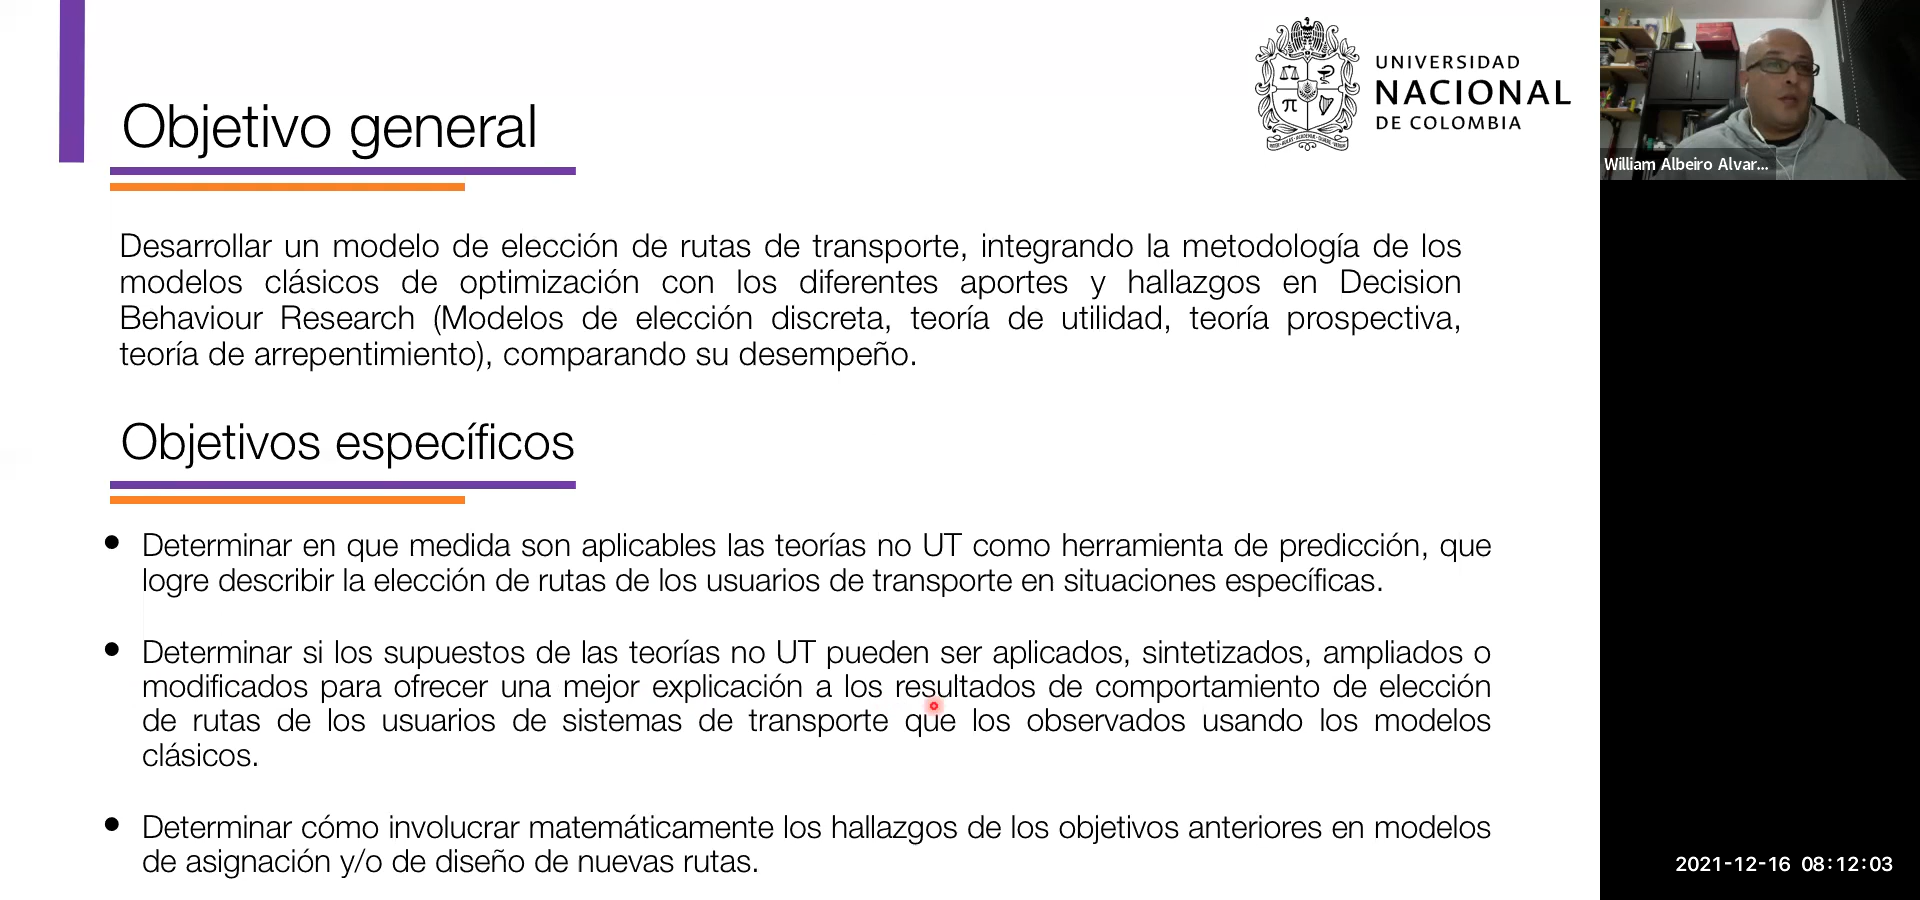 UNIVERSIDAD
NACIONAL
DE COLOMBIA
William Albeiro Alvar...
Objetivo general
Desarrollar un modelo de elección de rutas de transporte, integrando la metodología de los
modelos clásicos de optimización con los diferentes aportes y hallazgos en Decision
Behaviour Research (Modelos de elección discreta, teoría de utilidad, teoría prospectiva,
teoría de arrepentimiento), comparando su desempeño.
Objetivos específicos
• Determinar en que medida son aplicables las teorías no UT como herramienta de predicción, que
logre describir la elección de rutas de los usuarios de transporte en situaciones específicas.
• Determinar si los supuestos de las teorías no UT pueden ser aplicados, sintetizados, ampliados o
modificados para ofrecer una mejor explicación a los resultados de comportamiento de elección
de rutas de los usuarios de sistemas de transporte que los observados usando los modelos
clásicos.
• Determinar cómo involucrar matemáticamente los hallazgos de los objetivos anteriores en modelos
de asignación y/o de diseño de nuevas rutas.
2021-12-16 08:12:03